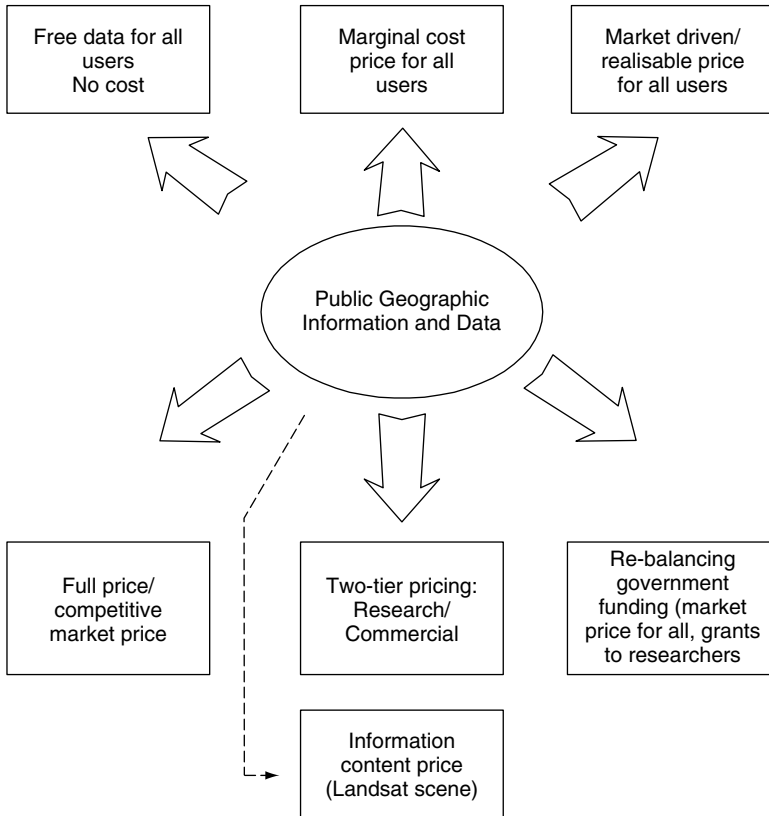 Free data for all
users
No cost
Marginal cost
price for all
users
Market driven/
realisable price
for all users
Public Geographic
Information and Data
Full price/
competitive
market price
Two-tier pricing:
Research/
Commercial
Re-balancing
government
funding (market
price for all, grants
to researchers
Information
content price
(Landsat scene)